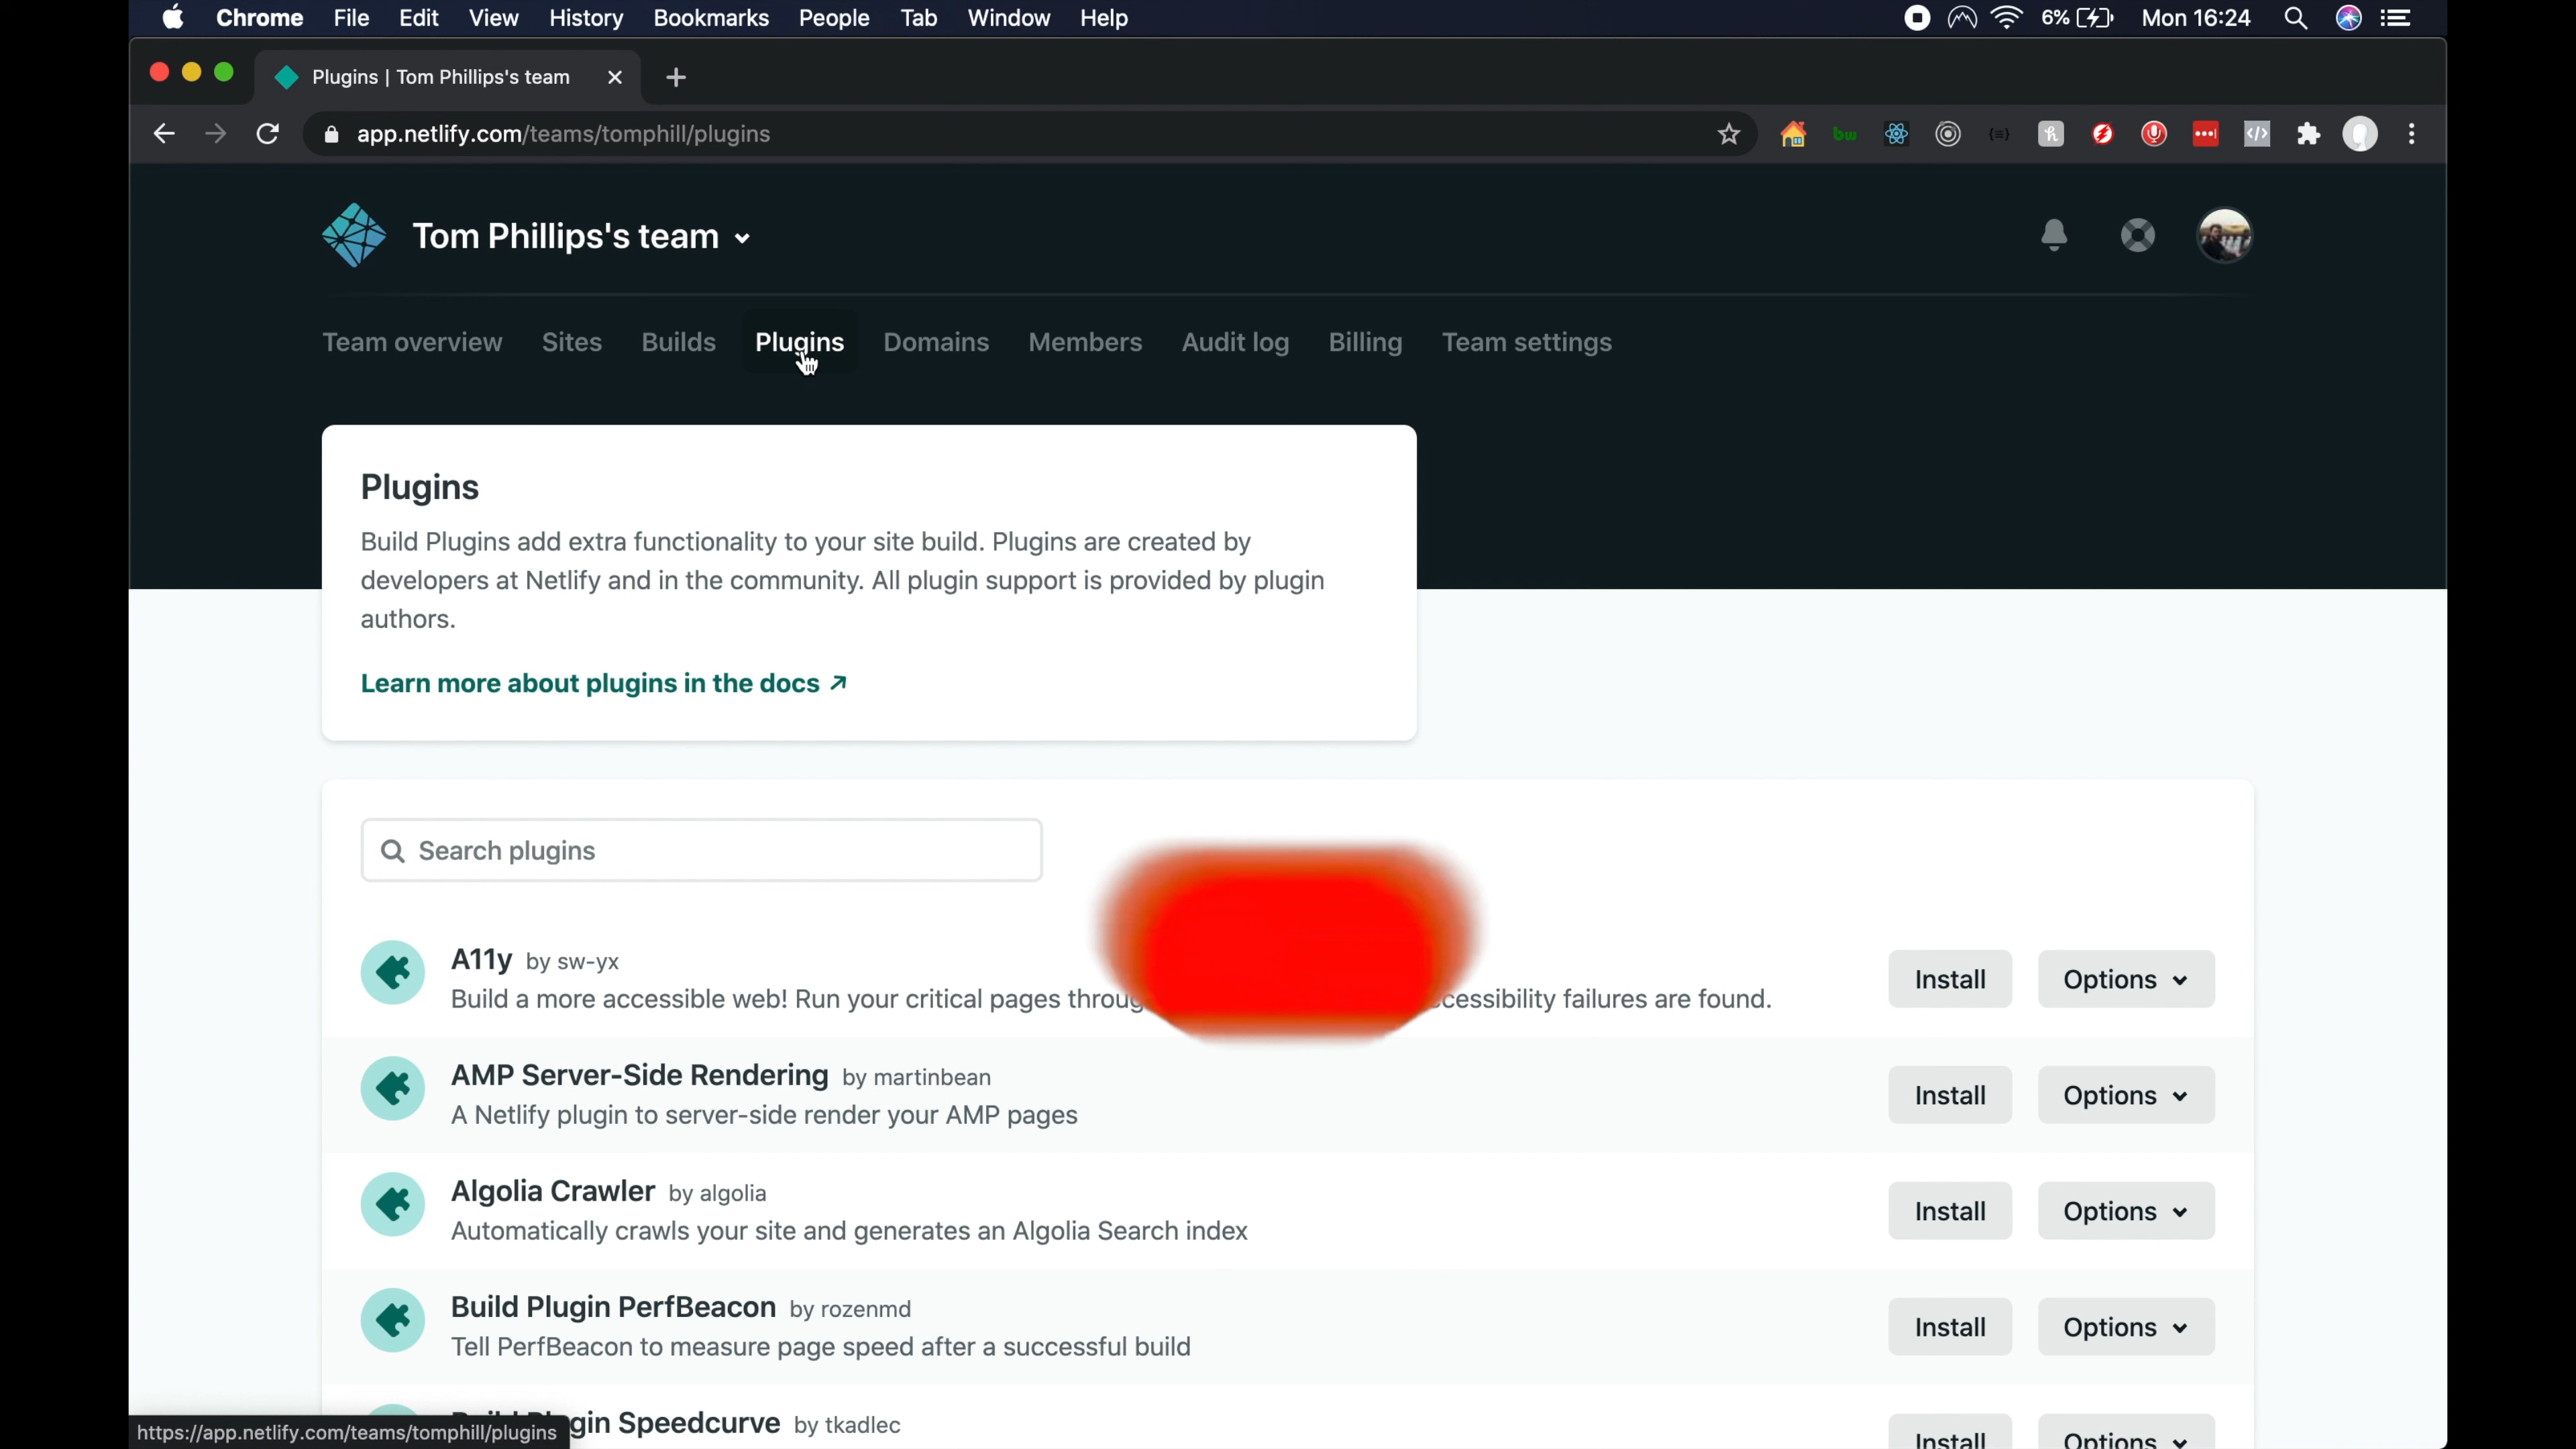 Chrome File Edit View History Bookmarks People Tab Window Help 6% Mon 16:24
Plugins | Tom Phillips's team
app.netlify.com/teams/tomphill/plugins
Tom Phillips's team
Team overview Sites Builds Plugins Domains Members Audit log Billing Team settings
Plugins
Build Plugins add extra functionality to your site build. Plugins are created by
developers at Netlify and in the community. All plugin support is provided by plugin
authors.
Learn more about plugins in the docs
Search plugins
A11y by sw-yx
Build a more accessible web! Run your critical pages failures are found.
Install Options
AMP Server-Side Rendering by martinbean
A Netlify plugin to server-side render your AMP pages
Install Options
Algolia Crawler by algolia
Automatically crawls your site and generates an Algolia Search index
Install Options
Build Plugin PerfBeacon by rozenmd
Tell PerfBeacon to measure page speed after a successful build
Install Options
Speedcurve by tkadlec
Install Options
https://app.netlify.com/teams/tomphill/plugins